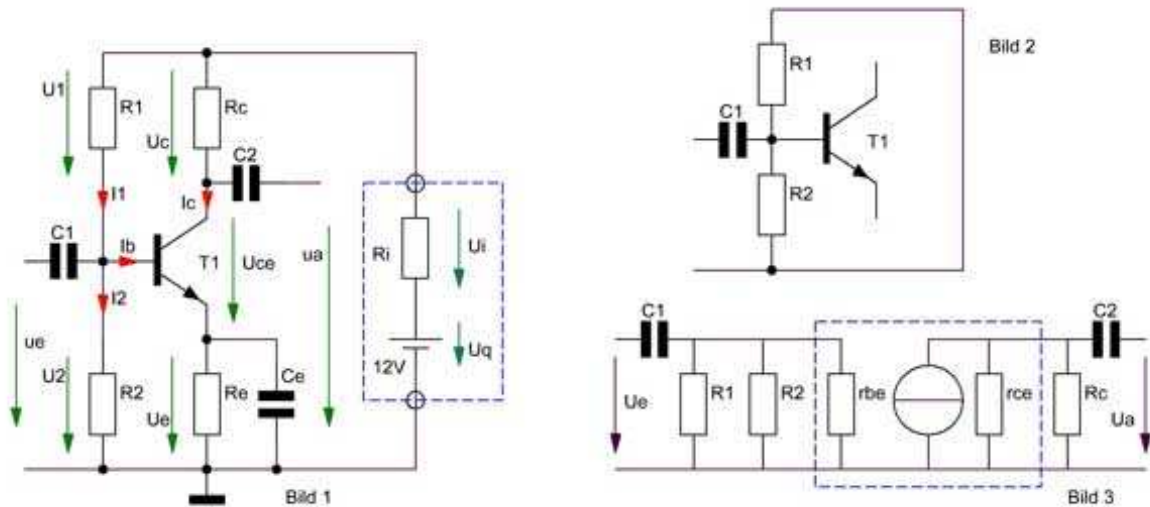 U1
R1
Uc
Rc
C2
I1
Ic
C1
Ib
T1
Uce
ua
Ri
Ui
I2
ue
U2
R2
Ue
Re
Ce
12V
Uq
Bild 1
R1
Bild 2
C1
T1
R2
C1
C2
Ue
R1
R2
rbe
rce
Rc
Ua
Bild 3